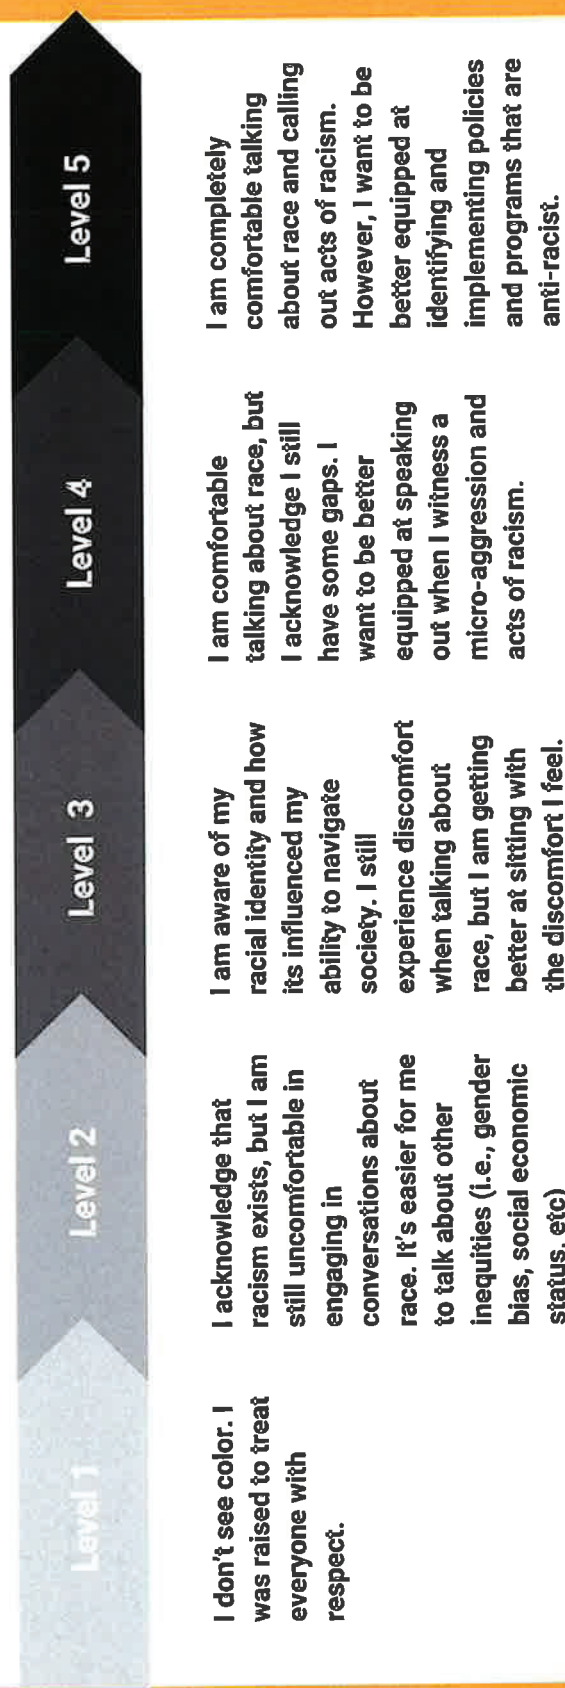 Level 1
Level 2
Level 3
Level 4
Level 5
I don't see color. I
was raised to treat
everyone with
respect.
I acknowledge that
racism exists, but I am
still uncomfortable in
engaging in
conversations about
race. It's easier for me
to talk about other
inequities (i.e., gender
bias, social economic
status, etc)
I am aware of my
racial identity and how
its influenced my
ability to navigate
society. I still
experience discomfort
when talking about
race, but I am getting
better at sitting with
the discomfort I feel.
I am comfortable
talking about race, but
I acknowledge I still
have some gaps. I
want to be better
equipped at speaking
out when I witness a
micro-aggression and
acts of racism.
I am completely
comfortable talking
about race and calling
out acts of racism.
However, I want to be
better equipped at
identifying and
implementing policies
and programs that are
anti-racist.